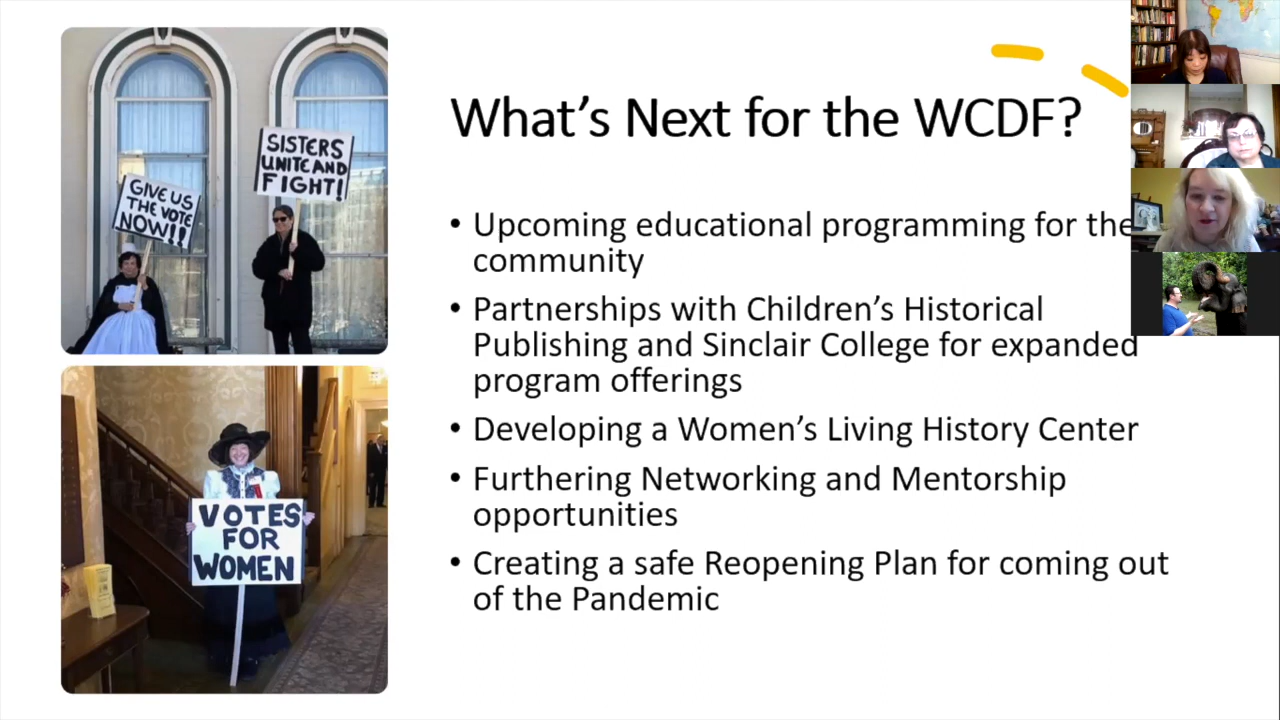 GIVE US
THE VOTE
NOW!!
SISTERS
UNITE AND
FIGHT!
VOTES
FOR
WOMEN
What's Next for the WCDF?
• Upcoming educational programming for the
community
• Partnerships with Children's Historical
Publishing and Sinclair College for expanded
program offerings
• Developing a Women's Living History Center
• Furthering Networking and Mentorship
opportunities
• Creating a safe Reopening Plan for coming out
of the Pandemic